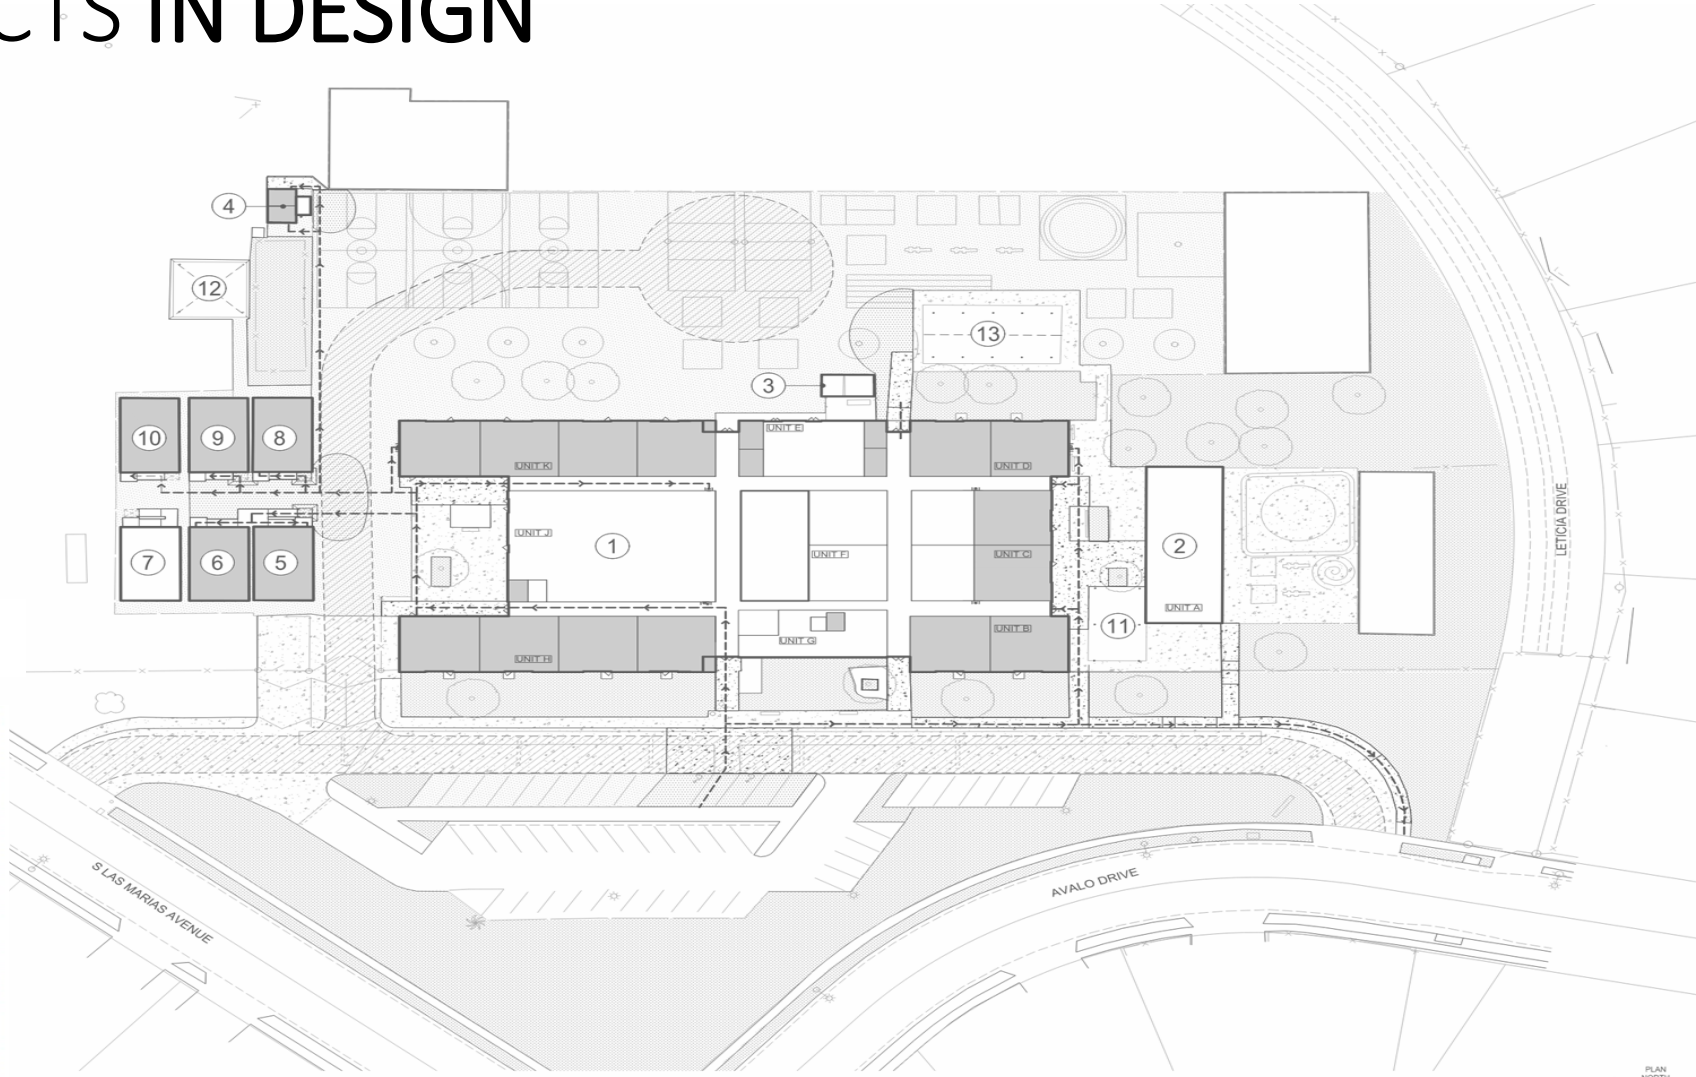 CTS IN DESIGN
4
12
13
3
10
9
8
UNIT E
UNIT K
UNIT D
LETICIA DRIVE
UNIT J
1
UNIT F
UNIT C
2
7
6
5
UNIT A
UNIT B
11
UNIT G
UNIT H
S LAS MARIAS AVENUE
AVALO DRIVE
PLAN
NORTH